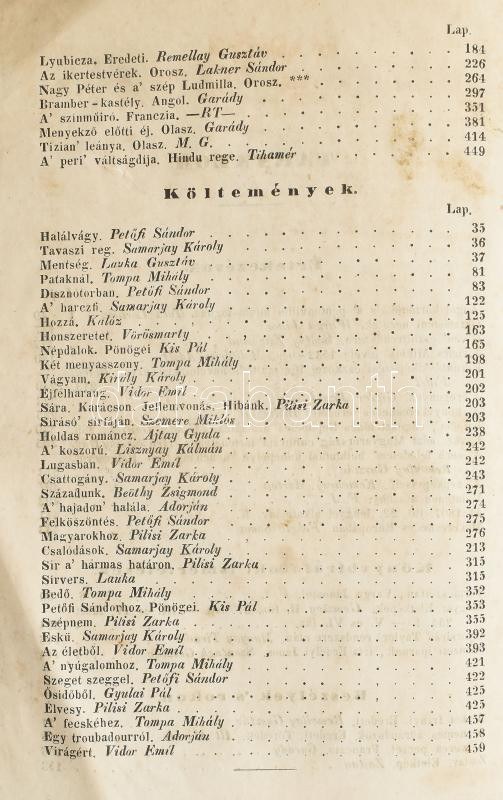 Lap.
Lyubicza, Eredeti. Remellay Gusztáv 184
Az ikertestvérek. Orosz. Lakner Sándor 226
Nagy Péter és a' szép Ludmilla. Orosz. *** 264
Bramber-kastély. Angol. Garády 297
A' szinműiró. Franczia. —RT— 351
Menyekző előtti éj. Olasz. Garády 381
Tizian' leánya. Olasz. M. G. 414
A' peri' váltságdija. Hindu rege. Tihamér 449
Költemények.
Lap.
Halálvágy. Petőfi Sándor 35
Tavaszi reg. Samarjay Károly 36
Mentség. Lauka Gusztáv 37
Pataknál. Tompa Mihály 81
Disznotorban. Petőfi Sándor 83
A' harczfi. Samarjay Károly 122
Hozzá. Kalóz 125
Honszeretet. Vörösmarty 163
Népdalok. Pönögei Kis Pál 165
Két menyasszony. Tompa Mihály 198
Vágyam. Király Károly 201
Ejfélharang. Vidor Emil 202
Sára. Karácson. Jellemvonás. Hibánk. Pilisi Zarka 203
Sirásó' sirfáján. Szemere Miklós 203
Holdas románcz. Ajtay Gyula 238
A' koszorú. Lisznyay Kálmán 242
Lugasban. Vidor Emil 242
Csattogány. Samarjay Károly 243
Századunk. Beöthy Zsigmond 271
A' hajadon' halála. Adorján 274
Felköszöntés. Petőfi Sándor 275
Magyarokhoz. Pilisi Zarka 276
Csalódások. Samarjay Károly 213
Sir a' hármas határon. Pilisi Zarka 315
Sirvers. Lauka 315
Bedő. Tompa Mihály 352
Petőfi Sándorhoz. Pönögei. Kis Pál 353
Szépnem. Pilisi Zarka 355
Eskü. Samarjay Károly 392
Az életből. Vidor Emil 393
A' nyúgalomhoz. Tompa Mihály 421
Szeget szeggel. Petőfi Sándor 422
Ősidőből. Gyulai Pál 425
Elvesy. Pilisi Zarka 425
A' fecskéhez. Tompa Mihály 457
Egy troubadourról. Adorján 458
Virágért. Vidor Emil 459